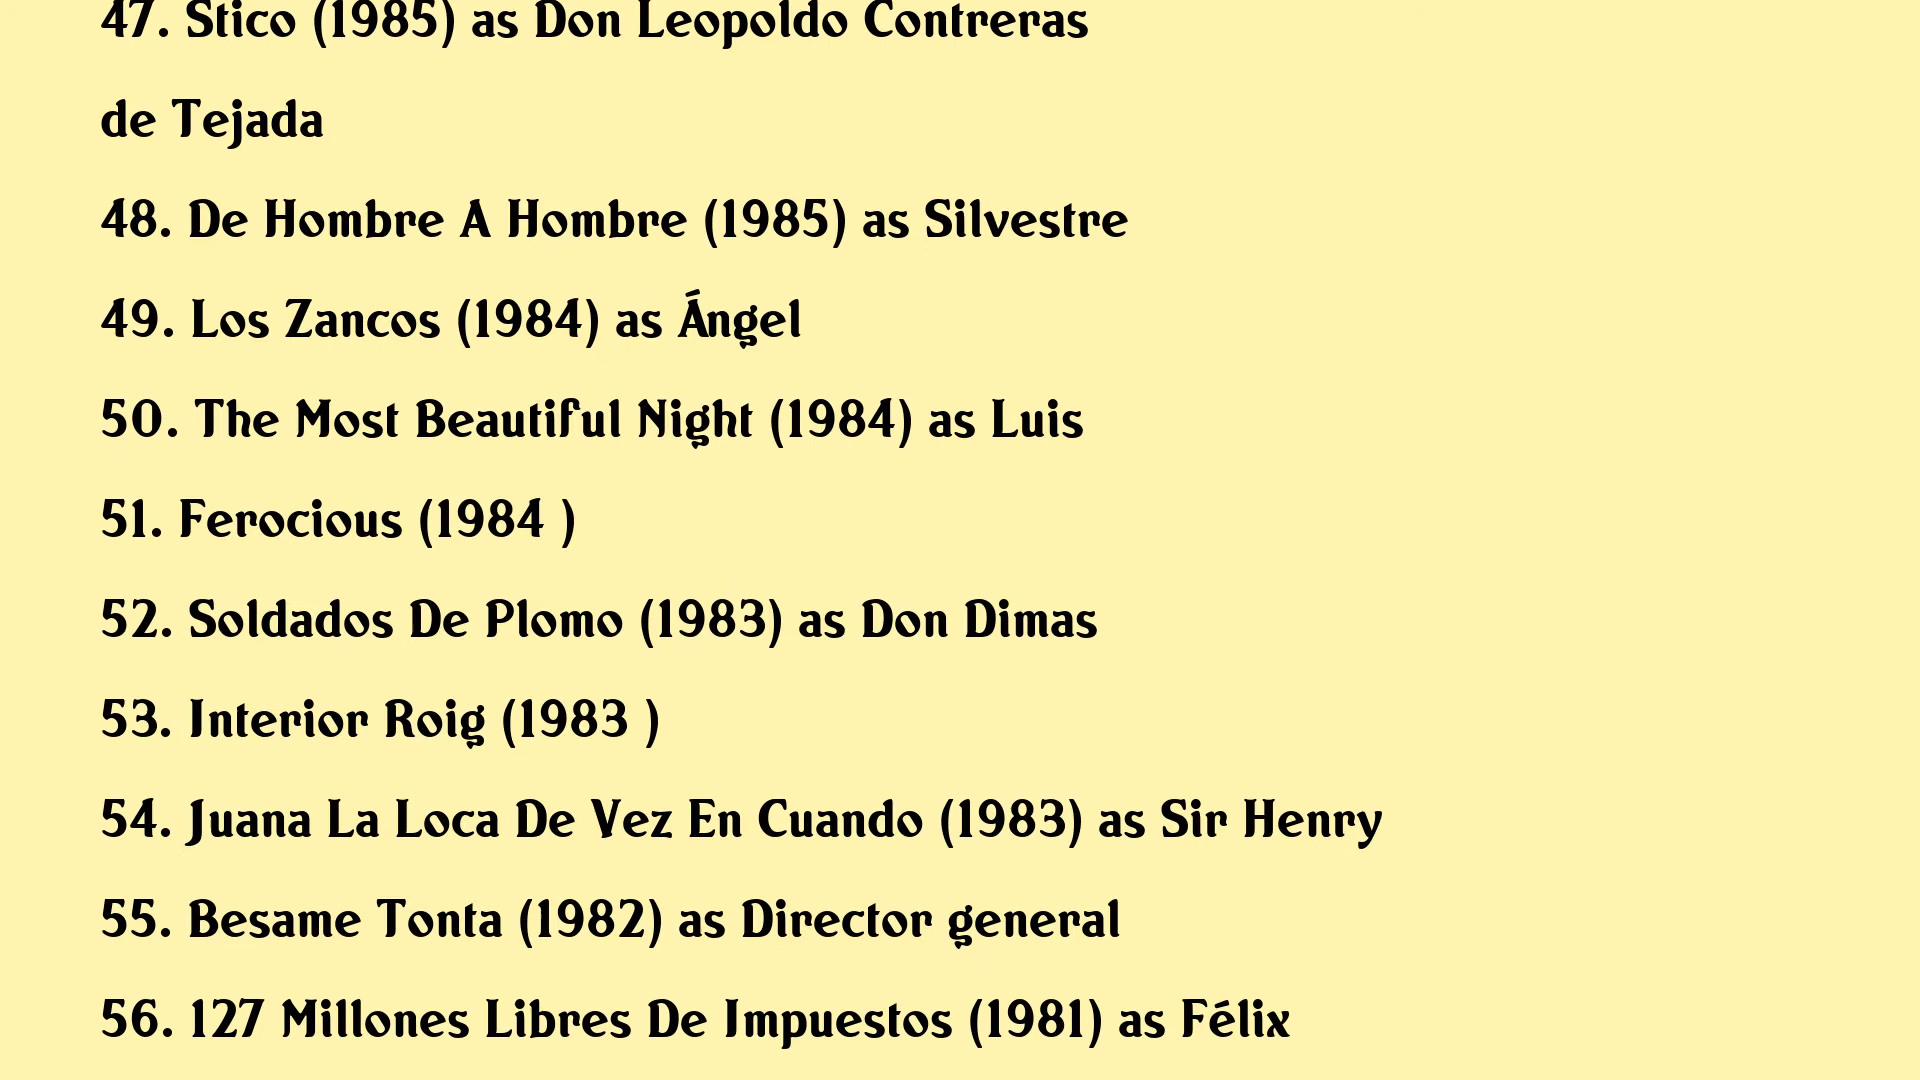 47. Stico (1985) as Don Leopoldo Contreras
de Tejada
48. De Hombre A Hombre (1985) as Silvestre
49. Los Zancos (1984) as Ángel
50. The Most Beautiful Night (1984) as Luis
51. Ferocious (1984 )
52. Soldados De Plomo (1983) as Don Dimas
53. Interior Roig (1983 )
54. Juana La Loca De Vez En Cuando (1983) as Sir Henry
55. Besame Tonta (1982) as Director general
56. 127 Millones Libres De Impuestos (1981) as Félix